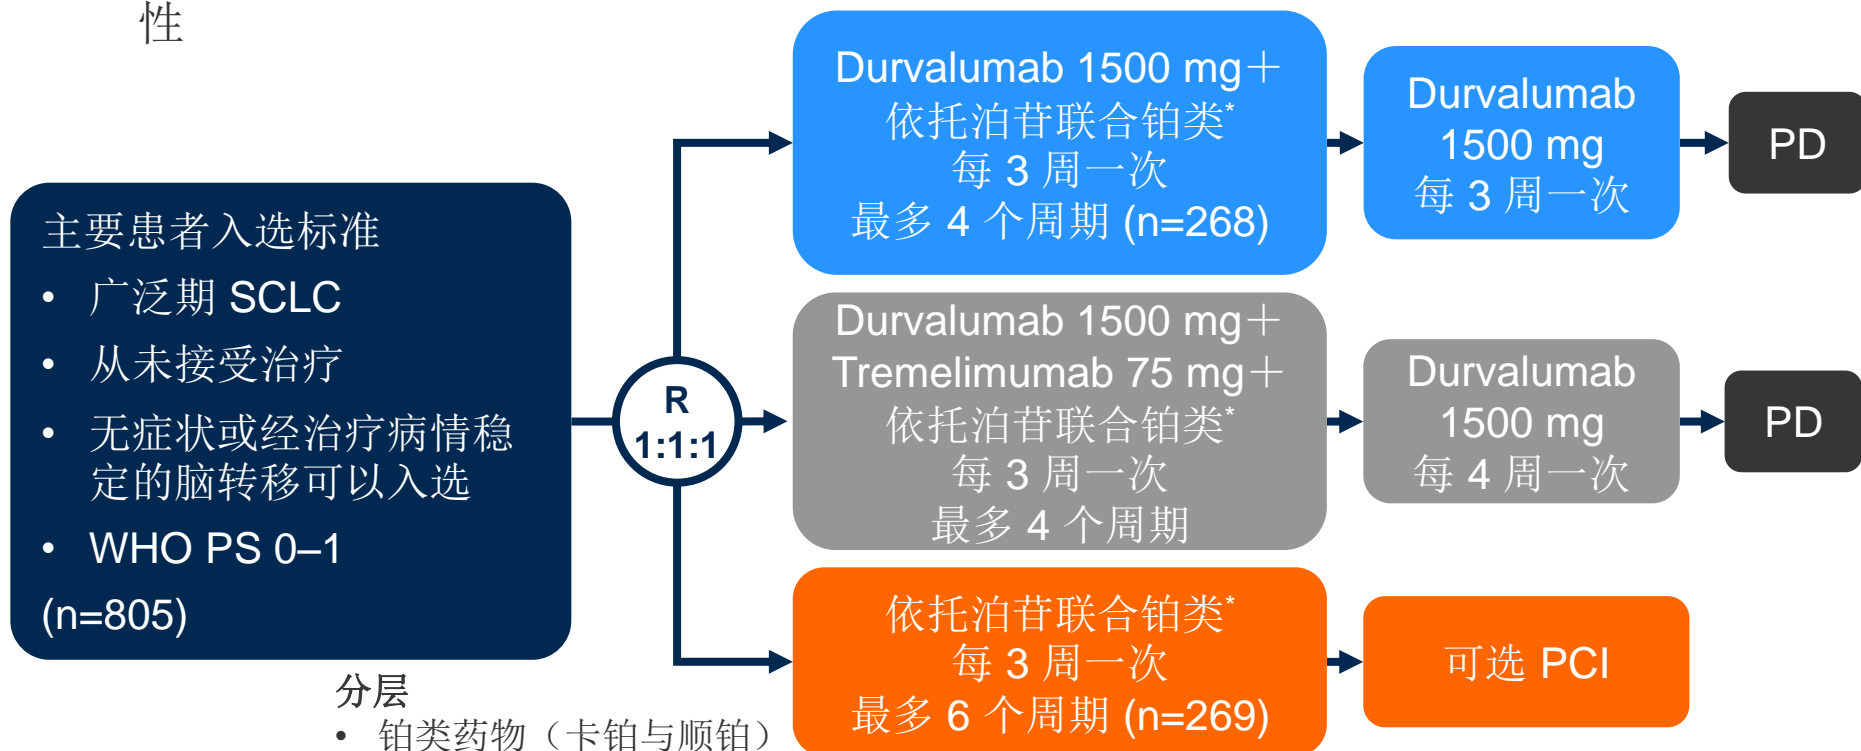 性
主要患者入选标准
• 广泛期 SCLC
• 从未接受治疗
• 无症状或经治疗病情稳
定的脑转移可以入选
• WHO PS 0–1
(n=805)
R
1:1:1
Durvalumab 1500 mg＋
依托泊苷联合铂类*
每 3 周一次
最多 4 个周期 (n=268)
Durvalumab
1500 mg
每 3 周一次
PD
Durvalumab 1500 mg＋
Tremelimumab 75 mg＋
依托泊苷联合铂类*
每 3 周一次
最多 4 个周期
Durvalumab
1500 mg
每 4 周一次
PD
依托泊苷联合铂类*
每 3 周一次
最多 6 个周期 (n=269)
可选 PCI
分层
• 铂类药物（卡铂与顺铂）